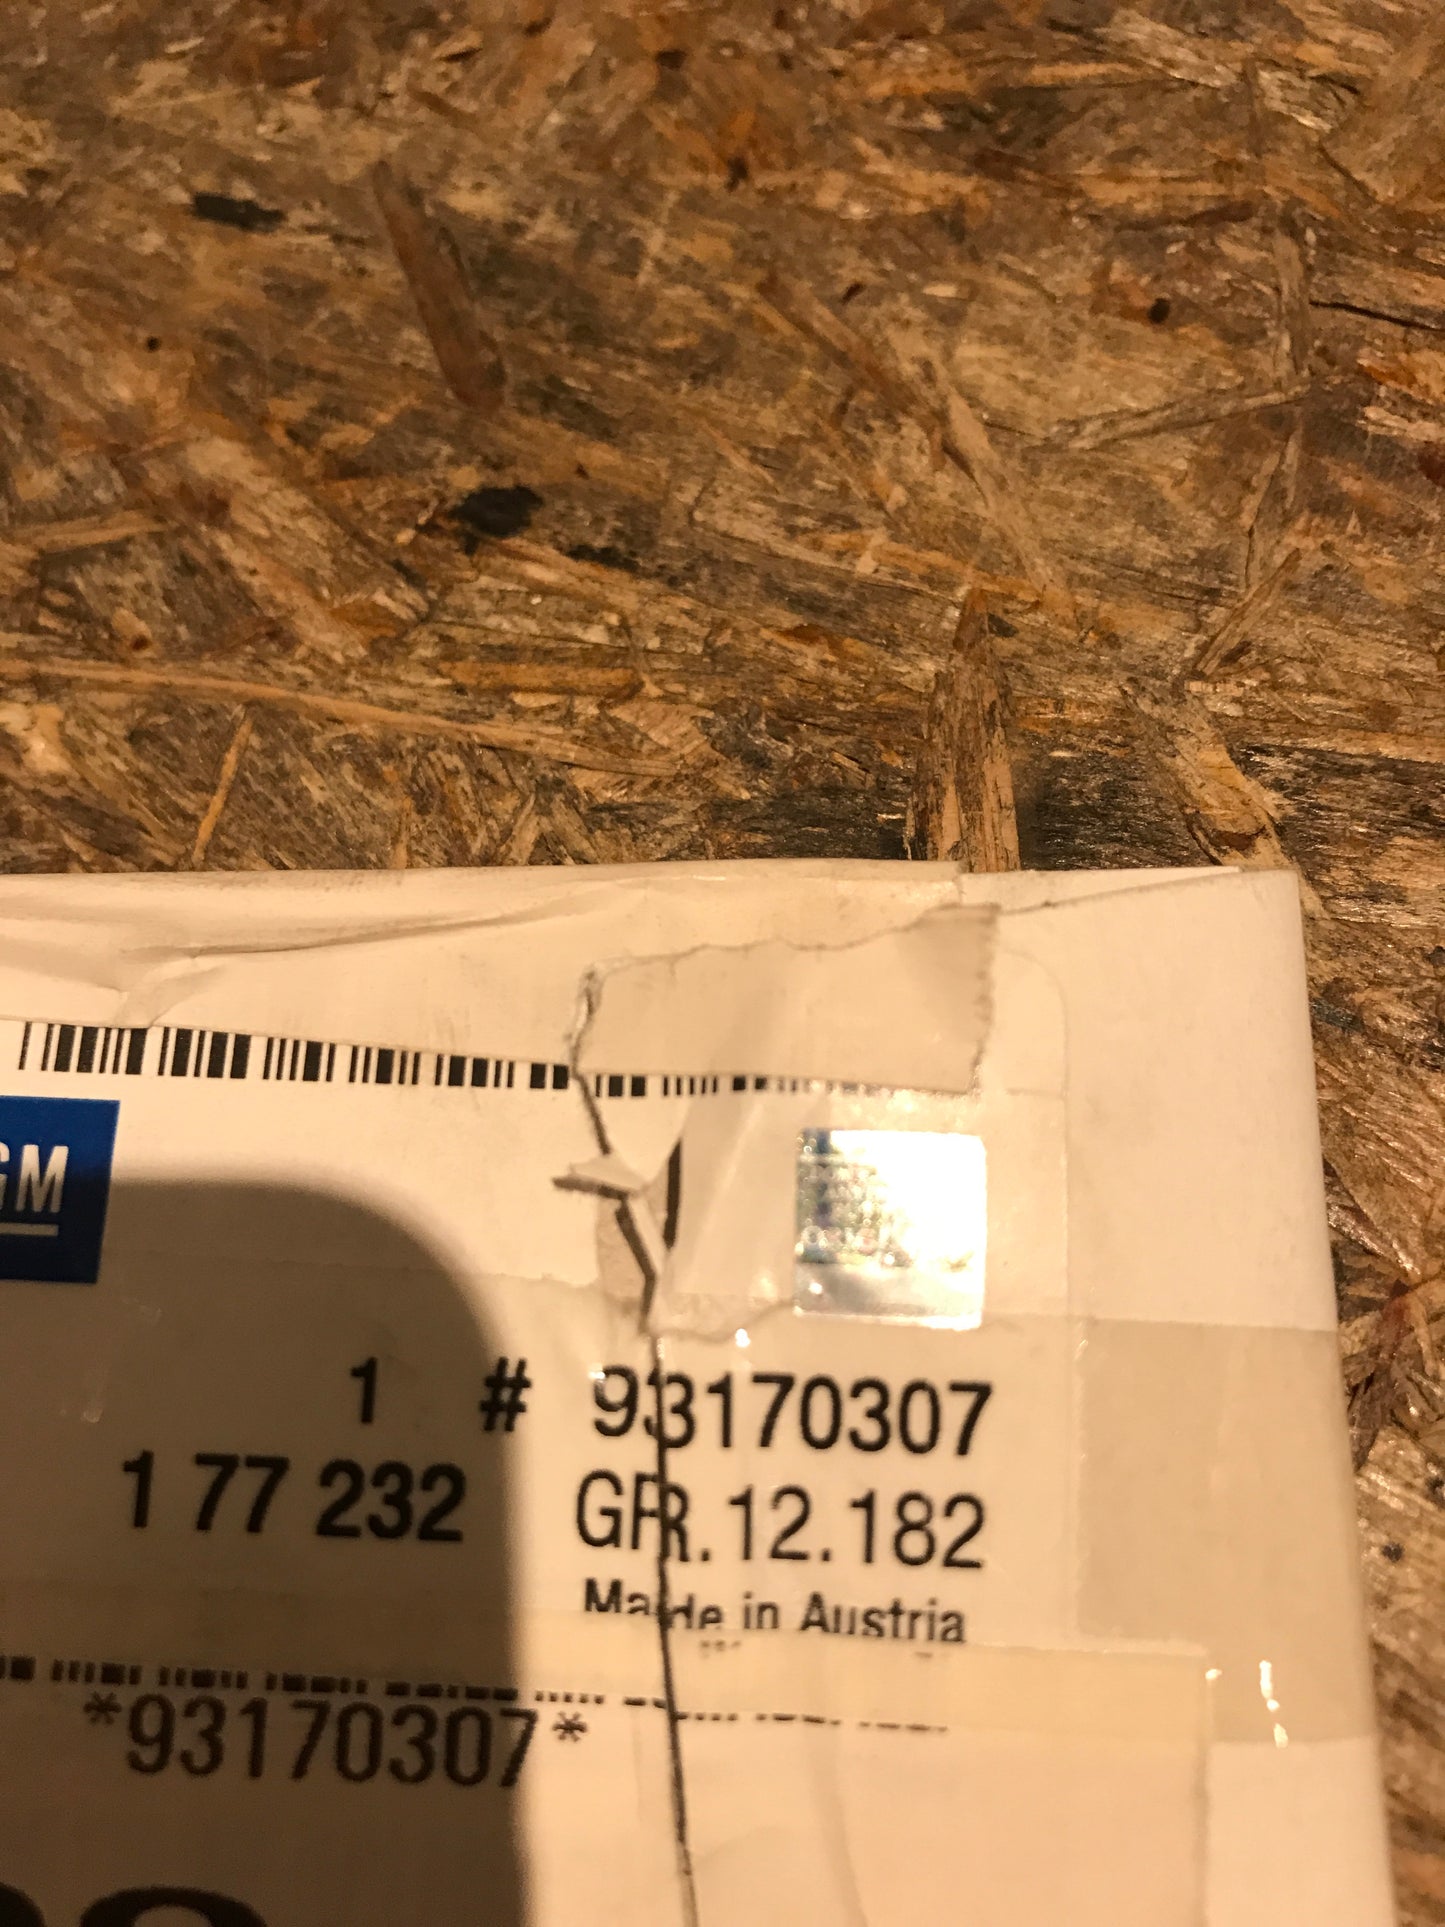 GM
1 # 93170307
1 77 232 GR.12.182
Made in Austria
*93170307*